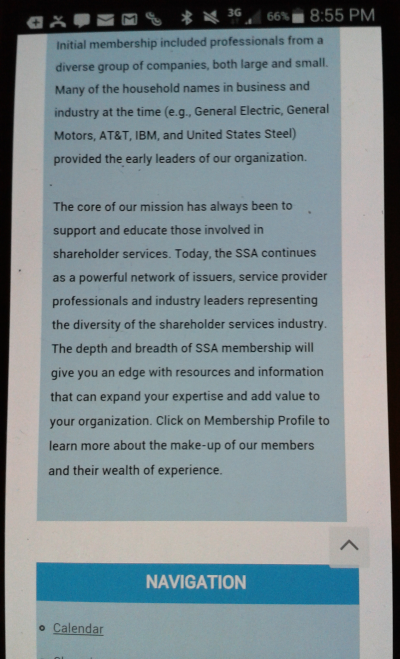 3G 66% 8:55 PM
Initial membership included professionals from a
diverse group of companies, both large and small.
Many of the household names in business and
industry at the time (e.g., General Electric, General
Motors, AT&T, IBM, and United States Steel)
provided the early leaders of our organization.
The core of our mission has always been to
support and educate those involved in
shareholder services. Today, the SSA continues
as a powerful network of issuers, service provider
professionals and industry leaders representing
the diversity of the shareholder services industry.
The depth and breadth of SSA membership will
give you an edge with resources and information
that can expand your expertise and add value to
your organization. Click on Membership Profile to
learn more about the make-up of our members
and their wealth of experience.
NAVIGATION
Calendar